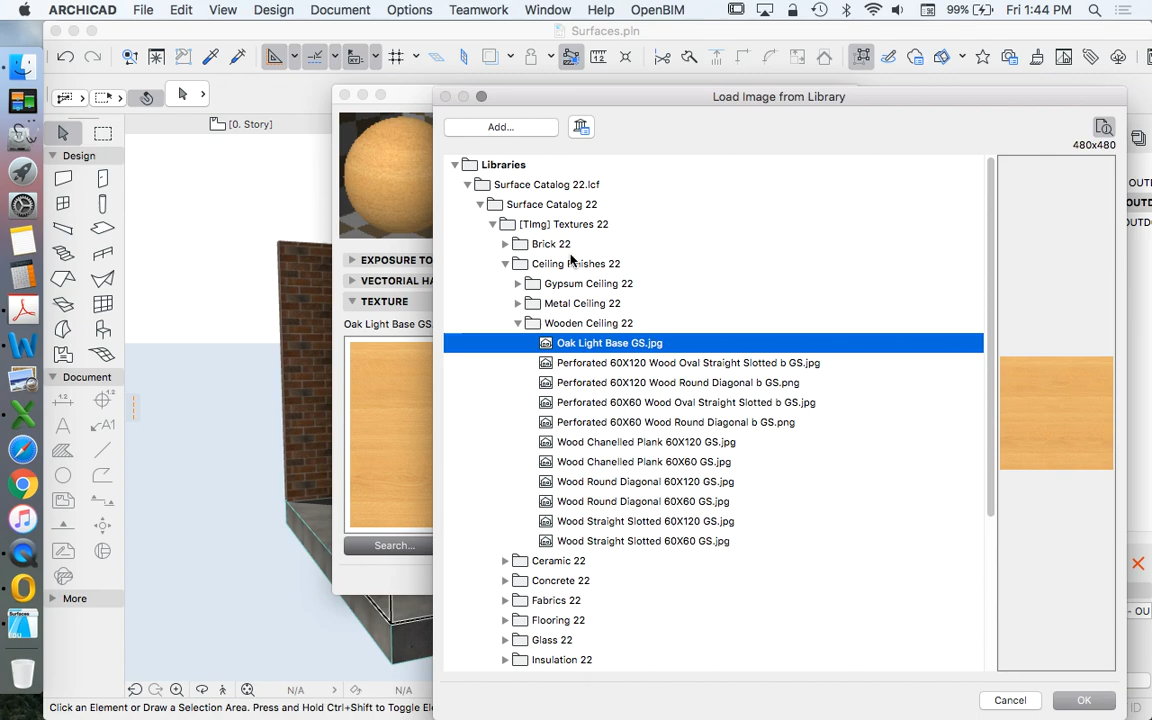 ARCHICAD File Edit View Design Document Options Teamwork Window Help OpenBIM 99% Fri 1:44 PM
Surfaces.pln
[0. Story]
Load Image from Library
Add...
480x480
Design
Libraries
Surface Catalog 22.lcf
Surface Catalog 22
[TImg] Textures 22
Brick 22
Ceiling Finishes 22
Gypsum Ceiling 22
Metal Ceiling 22
Wooden Ceiling 22
Oak Light Base GS.jpg
Perforated 60X120 Wood Oval Straight Slotted b GS.jpg
Perforated 60X120 Wood Round Diagonal b GS.png
Perforated 60X60 Wood Oval Straight Slotted b GS.jpg
Perforated 60X60 Wood Round Diagonal b GS.png
Wood Chanelled Plank 60X120 GS.jpg
Wood Chanelled Plank 60X60 GS.jpg
Wood Round Diagonal 60X120 GS.jpg
Wood Round Diagonal 60X60 GS.jpg
Wood Straight Slotted 60X120 GS.jpg
Wood Straight Slotted 60X60 GS.jpg
Ceramic 22
Concrete 22
Fabrics 22
Flooring 22
Glass 22
Insulation 22
EXPOSURE TO
VECTORIAL HA
TEXTURE
Oak Light Base GS.
Search...
Document
More
OUTI
OUTD
OUTDO
- OU
Cancel
OK
N/A
N/A
Click an Element or Draw a Selection Area. Press and Hold Ctrl+Shift to Toggle El
ID